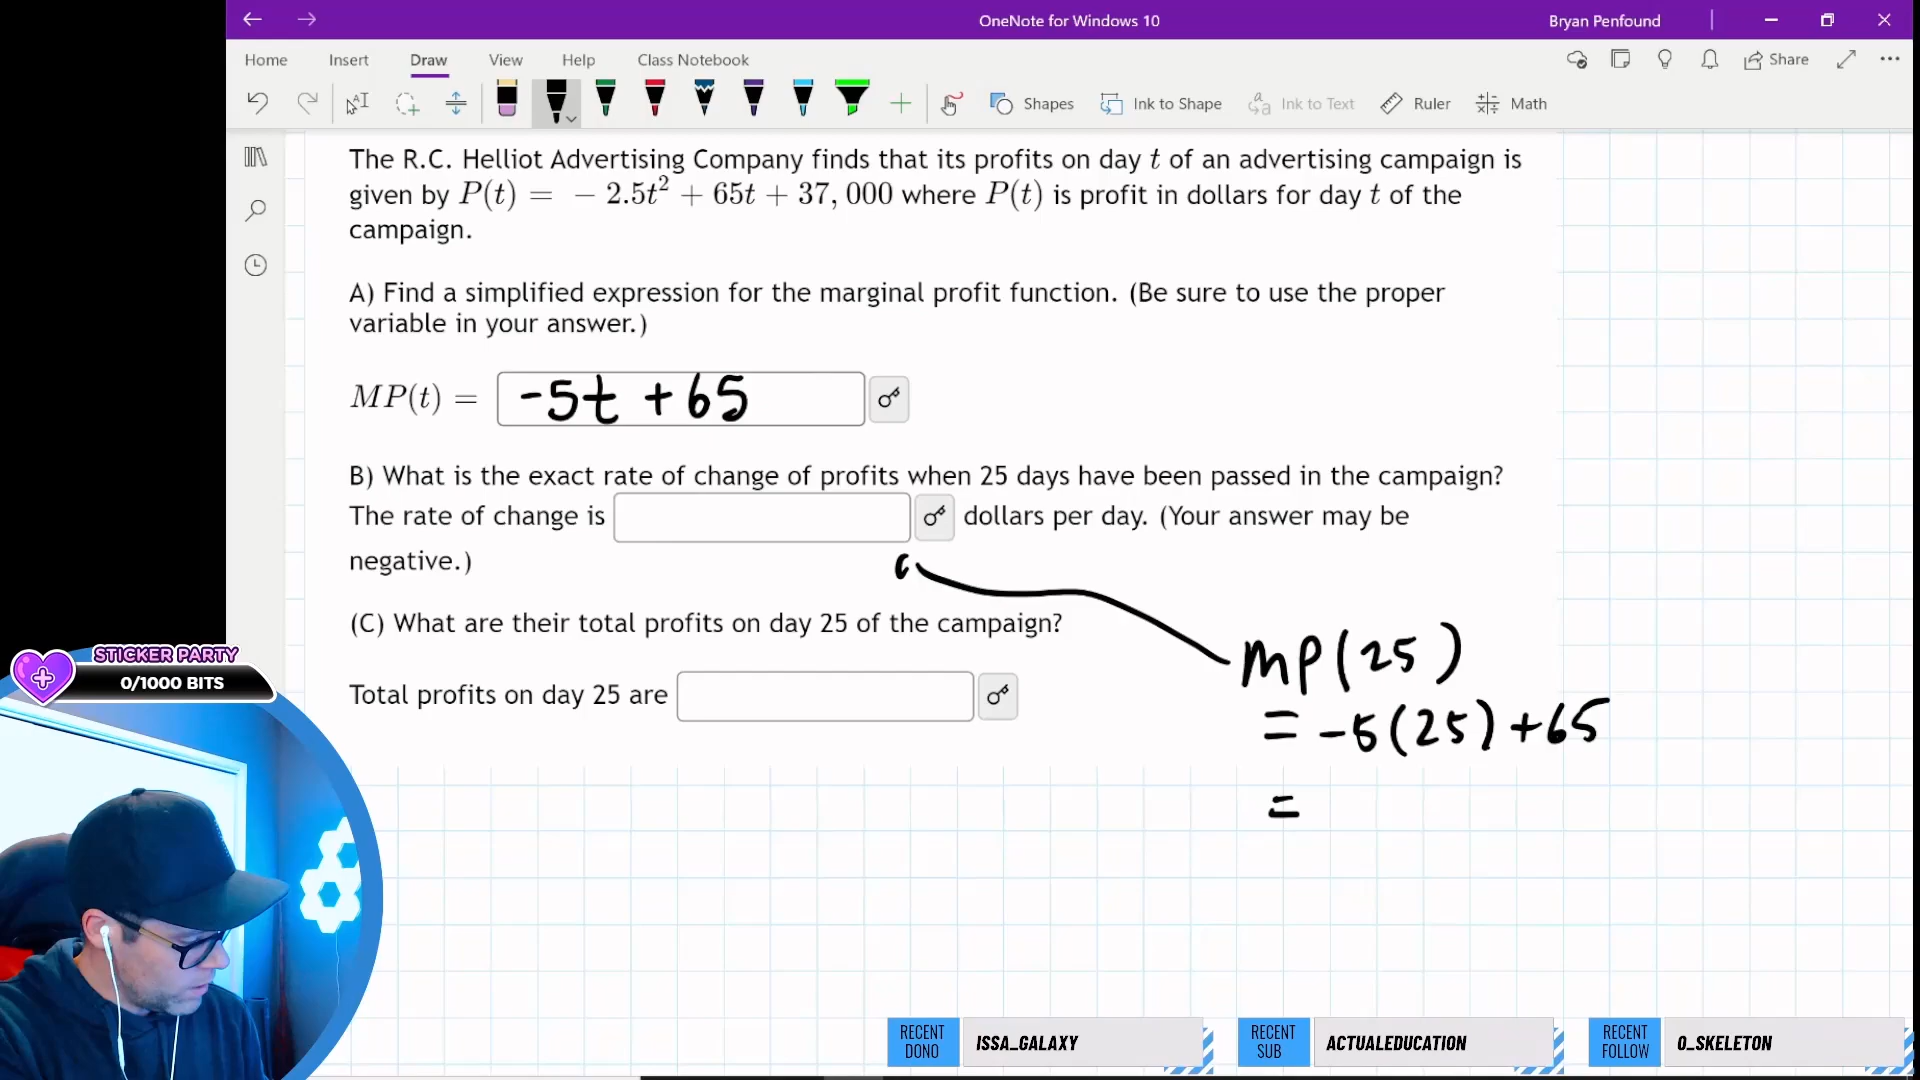 OneNote for Windows 10
Bryan Penfound
Home Insert Draw View Help Class Notebook
Share
Shapes Ink to Shape Ink to Text Ruler Math
The R.C. Helliot Advertising Company finds that its profits on day t of an advertising campaign is
given by P(t) = − 2.5t² + 65t + 37, 000 where P(t) is profit in dollars for day t of the
campaign.
A) Find a simplified expression for the marginal profit function. (Be sure to use the proper
variable in your answer.)
MP(t) = -5t +65
B) What is the exact rate of change of profits when 25 days have been passed in the campaign?
The rate of change is dollars per day. (Your answer may be
negative.)
(C) What are their total profits on day 25 of the campaign?
Total profits on day 25 are
MP(25)
= -5(25)+65
=
STICKER PARTY
0/1000 BITS
RECENT DONO ISSA_GALAXY
RECENT SUB ACTUALEDUCATION
RECENT FOLLOW O_SKELETON